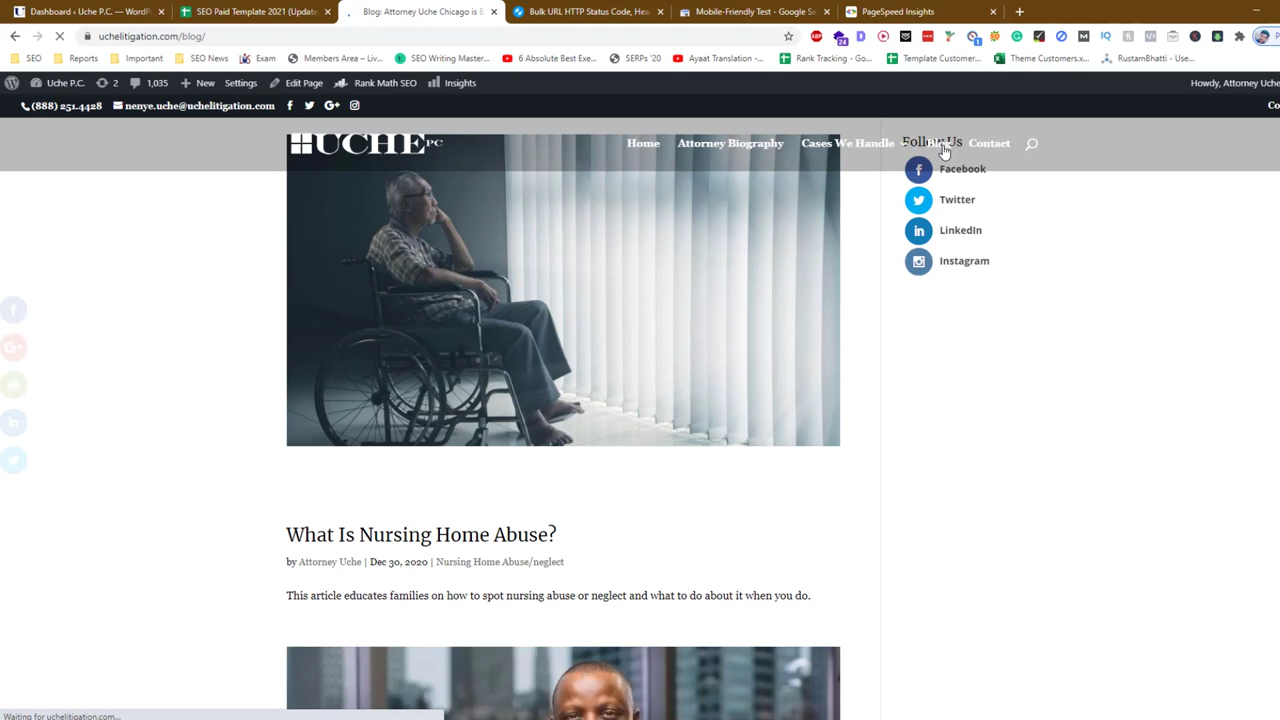 Dashboard ‹ Uche P.C. — WordP
SEO Paid Template 2021 (Update
Blog: Attorney Uche Chicago is B
Bulk URL HTTP Status Code, Hea
Mobile-Friendly Test - Google Se
PageSpeed Insights
uchelitigation.com/blog/
SEO
Reports
Important
SEO News
Exam
Members Area – Liv...
SEO Writing Master...
6 Absolute Best Exe...
SERPs '20
Ayaat Translation -...
Rank Tracking - Go...
Template Customer...
Theme Customers.x...
RustamBhatti - Use...
Uche P.C.
2
1,035
New
Settings
Edit Page
Rank Math SEO
Insights
Howdy, Attorney Uche
(888) 251.4428
nenye.uche@uchelitigation.com
Co
UCHE PC
Home
Attorney Biography
Cases We Handle
Blog
Contact
Follow Us
Facebook
Twitter
LinkedIn
Instagram
What Is Nursing Home Abuse?
by Attorney Uche | Dec 30, 2020 | Nursing Home Abuse/neglect
This article educates families on how to spot nursing abuse or neglect and what to do about it when you do.
Waiting for uchelitigation.com...